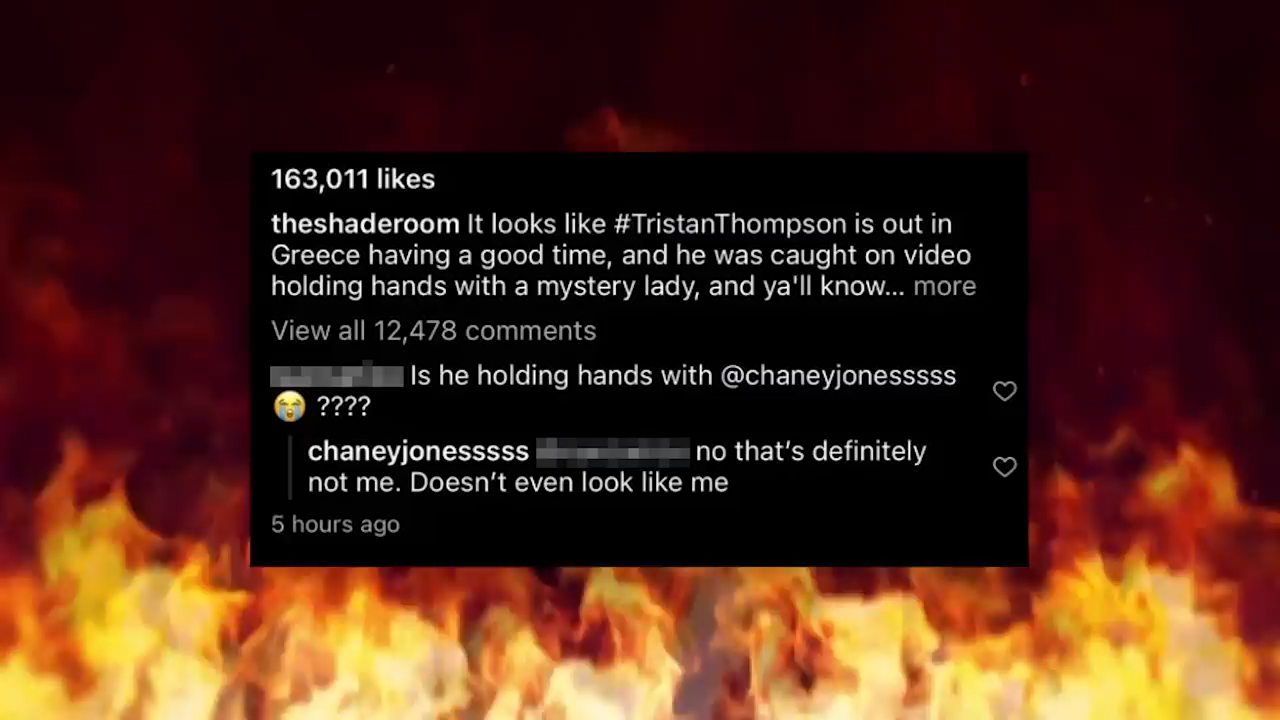 163,011 likes
theshaderoom It looks like #TristanThompson is out in
Greece having a good time, and he was caught on video
holding hands with a mystery lady, and ya'll know... more
View all 12,478 comments
Is he holding hands with @chaneyjonesssss
😭 ????
chaneyjonesssss no that’s definitely
not me. Doesn’t even look like me
5 hours ago